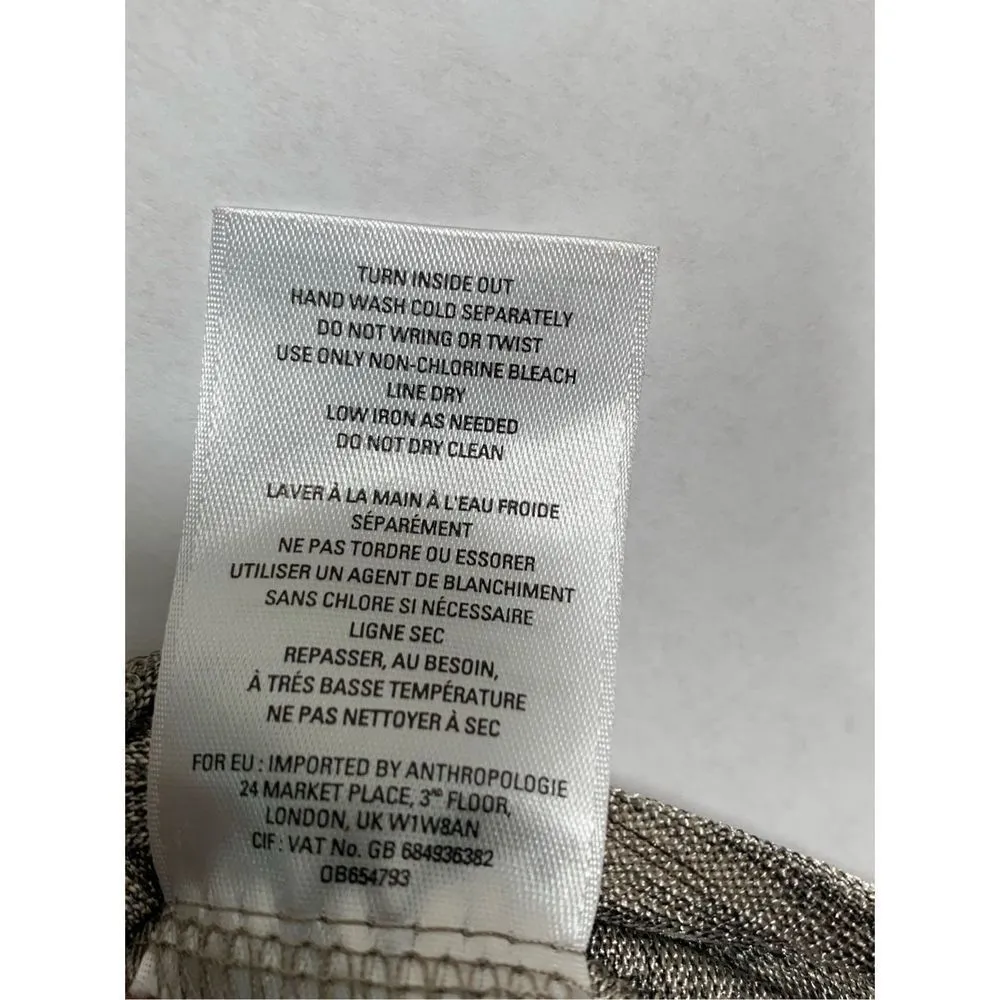 TURN INSIDE OUT
HAND WASH COLD SEPARATELY
DO NOT WRING OR TWIST
USE ONLY NON-CHLORINE BLEACH
LINE DRY
LOW IRON AS NEEDED
DO NOT DRY CLEAN
LAVER À LA MAIN À L'EAU FROIDE
SÉPARÉMENT
NE PAS TORDRE OU ESSORER
UTILISER UN AGENT DE BLANCHIMENT
SANS CHLORE SI NÉCESSAIRE
LIGNE SEC
REPASSER, AU BESOIN,
À TRÉS BASSE TEMPÉRATURE
NE PAS NETTOYER À SEC
FOR EU : IMPORTED BY ANTHROPOLOGIE
24 MARKET PLACE, 3ᴿᴰ FLOOR,
LONDON, UK W1W8AN
CIF : VAT No. GB 684936382
OB654793